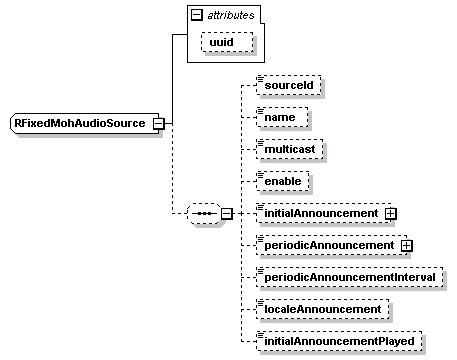 attributes
uuid
RFixedMohAudioSource
sourceId
name
multicast
enable
initialAnnouncement
periodicAnnouncement
periodicAnnouncementInterval
localeAnnouncement
initialAnnouncementPlayed